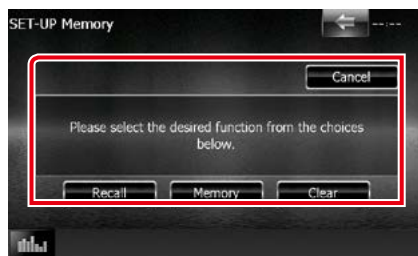 SET-UP Memory
--:--
Cancel
Please select the desired function from the choices
below.
Recall Memory Clear